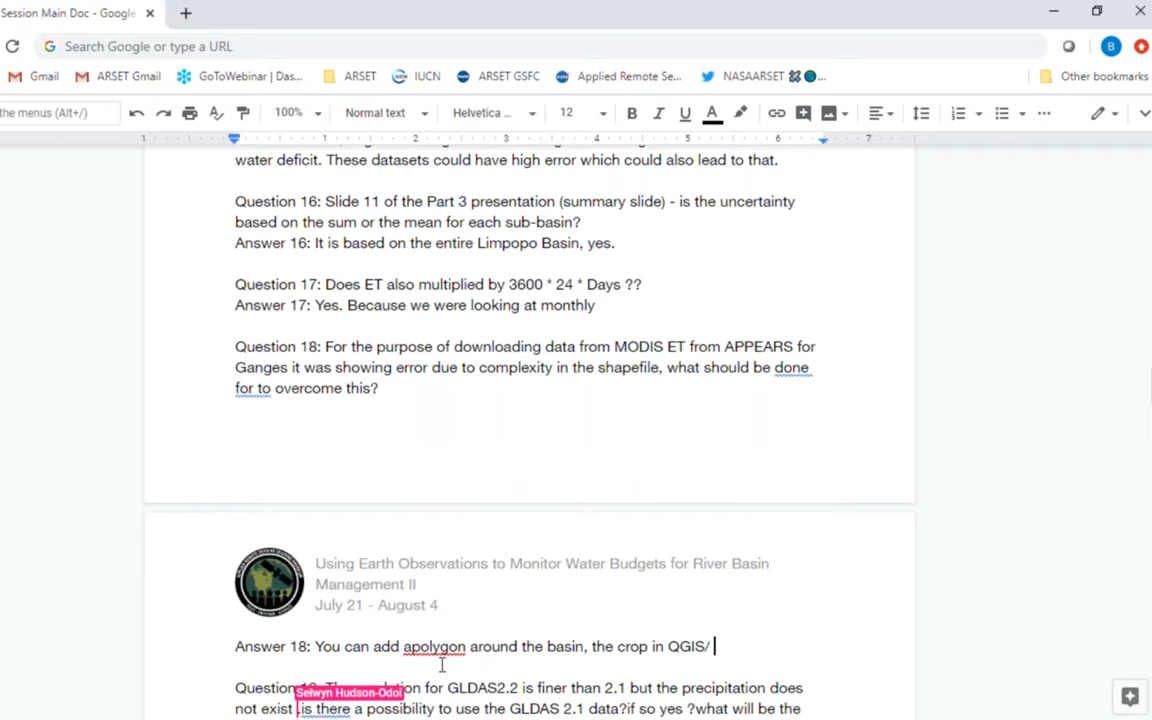 Session Main Doc - Google
Search Google or type a URL
B
Gmail
ARSET Gmail
GoToWebinar | Das...
ARSET
IUCN
ARSET GSFC
Applied Remote Se...
NASAARSET
Other bookmarks
the menus (Alt+/)
100%
Normal text
Helvetica ...
12
B I U A
1 1 2 3 4 5 6 7
water deficit. These datasets could have high error which could also lead to that.
Question 16: Slide 11 of the Part 3 presentation (summary slide) - is the uncertainty
based on the sum or the mean for each sub-basin?
Answer 16: It is based on the entire Limpopo Basin, yes.
Question 17: Does ET also multiplied by 3600 * 24 * Days ??
Answer 17: Yes. Because we were looking at monthly
Question 18: For the purpose of downloading data from MODIS ET from APPEARS for
Ganges it was showing error due to complexity in the shapefile, what should be done
for to overcome this?
Using Earth Observations to Monitor Water Budgets for River Basin
Management II
July 21 - August 4
Answer 18: You can add apolygon around the basin, the crop in QGIS/
Selwyn Hudson-Odoi
Question for GLDAS2.2 is finer than 2.1 but the precipitation does
not exist .is there a possibility to use the GLDAS 2.1 data?if so yes ?what will be the